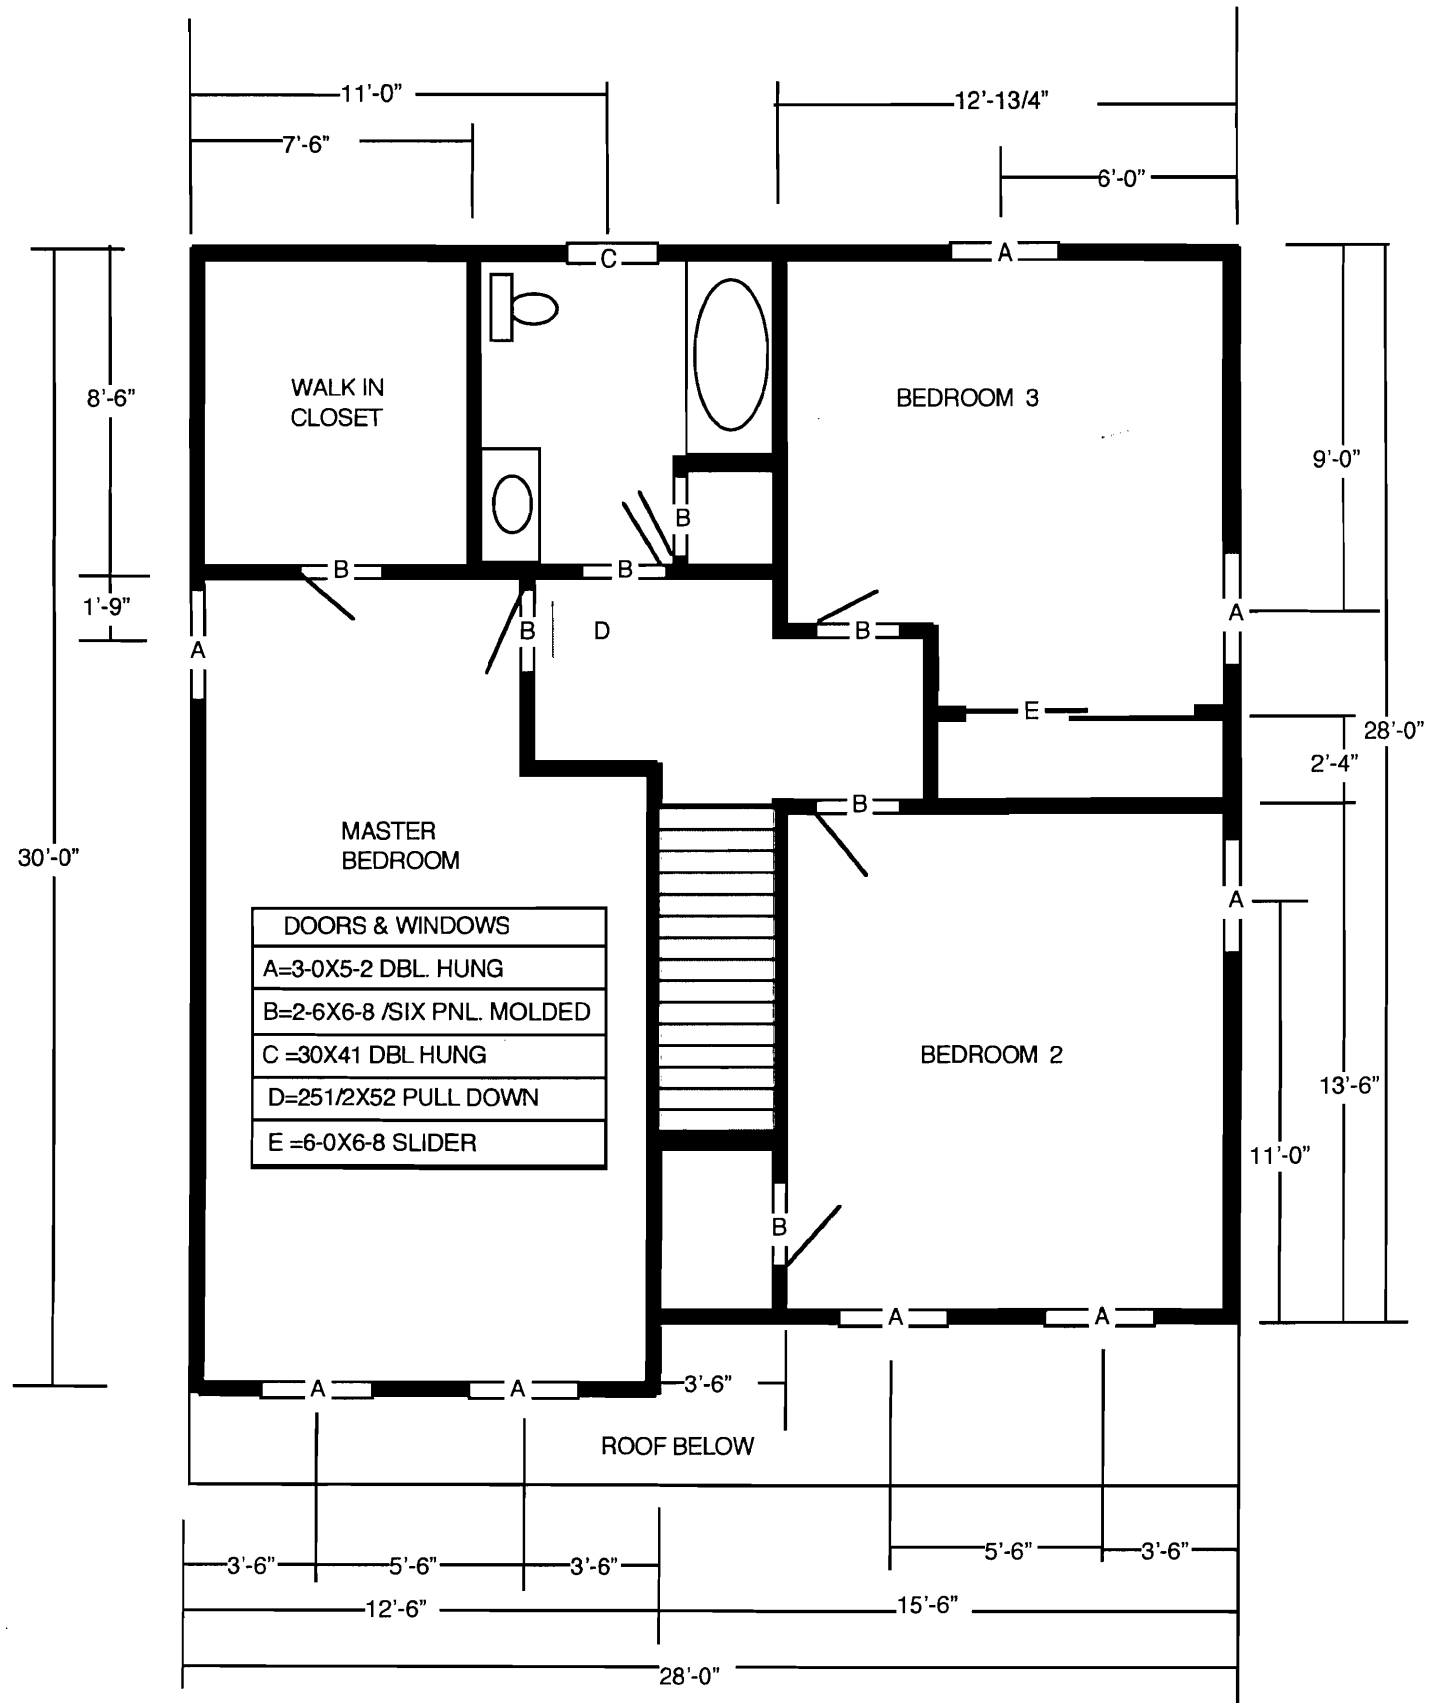 11'-0"
12'-13/4"
7'-6"
6'-0"
C
A
8'-6"
WALK IN
CLOSET
BEDROOM 3
9'-0"
B
B
B
1'-9"
A
B
D
B
A
E
28'-0"
2'-4"
B
MASTER
BEDROOM
30'-0"
A
DOORS & WINDOWS
A=3-0X5-2 DBL. HUNG
B=2-6X6-8 /SIX PNL. MOLDED
C =30X41 DBL HUNG
D=251/2X52 PULL DOWN
E =6-0X6-8 SLIDER
BEDROOM 2
13'-6"
11'-0"
B
A
A
A
A
3'-6"
ROOF BELOW
3'-6"
5'-6"
3'-6"
5'-6"
3'-6"
12'-6"
15'-6"
28'-0"